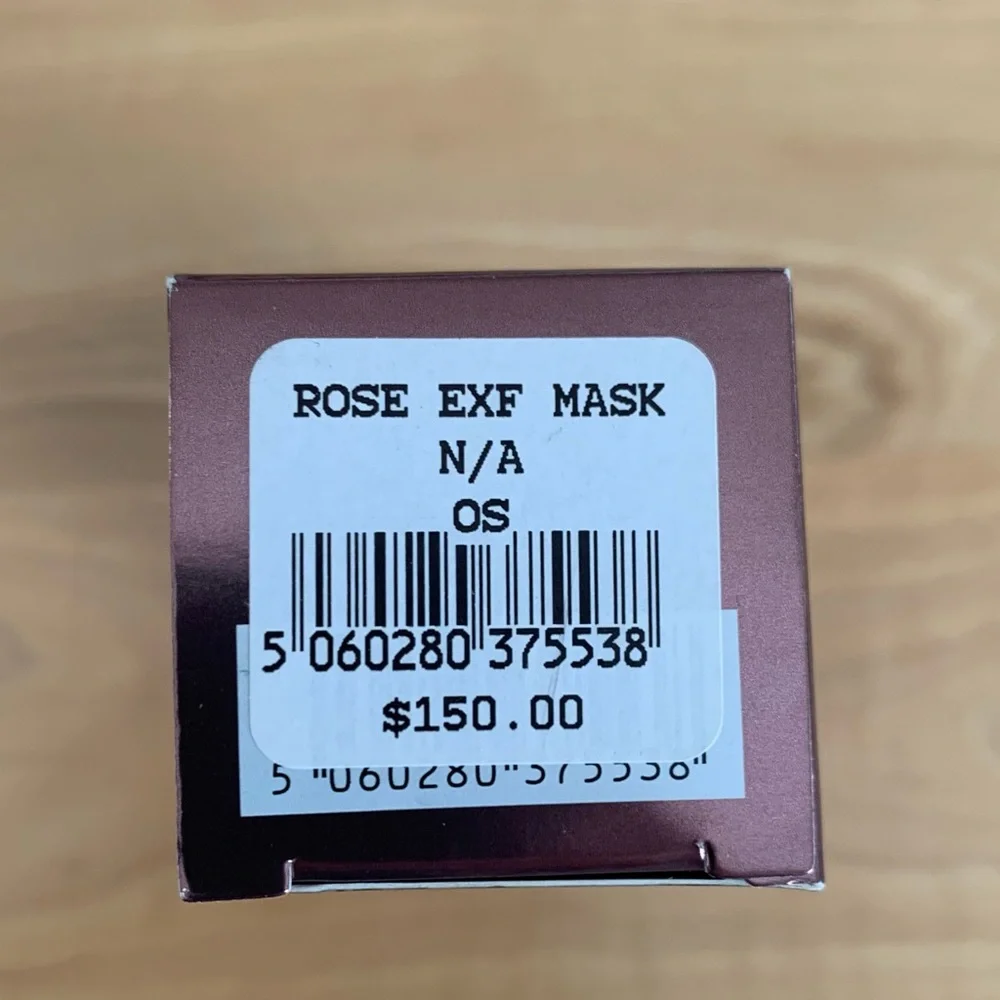 ROSE EXF MASK
N/A
OS
5 060280 375538
$150.00
5 "060280"375538"